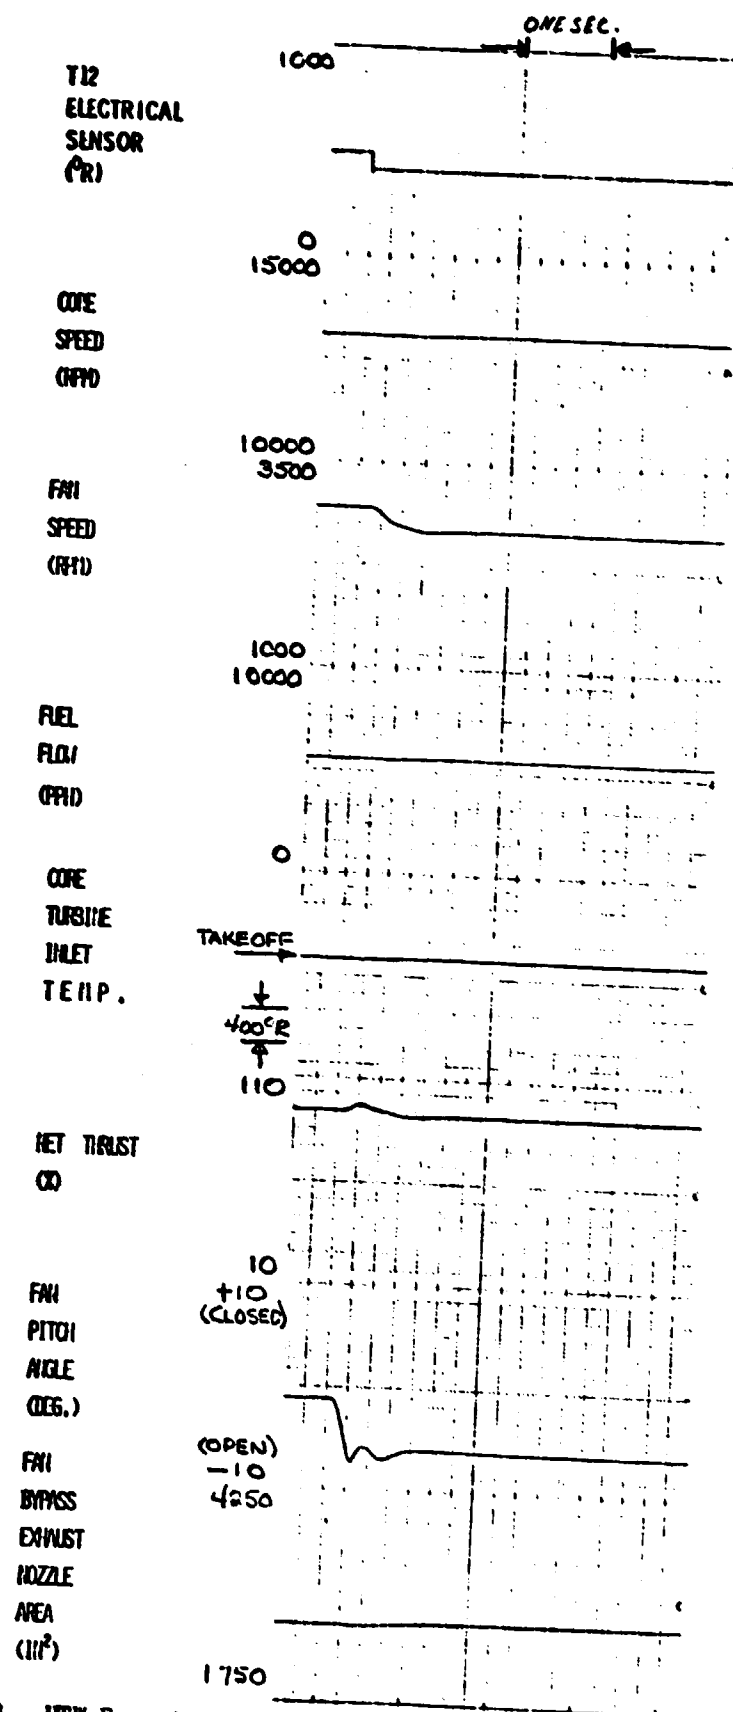 ONE SEC.
1000
T12
ELECTRICAL
SENSOR
(°R)
0
15000
CORE
SPEED
(RPM)
10000
3500
FAN
SPEED
(RPM)
1000
10000
FUEL
FLOW
(PPH)
0
CORE
TURBINE
INLET
TEMP.
TAKEOFF
400°R
110
NET THRUST
(%)
10
+10
(CLOSED)
FAN
PITCH
ANGLE
(DEG.)
(OPEN)
-10
4250
FAN
BYPASS
EXHAUST
NOZZLE
AREA
(IN²)
1750